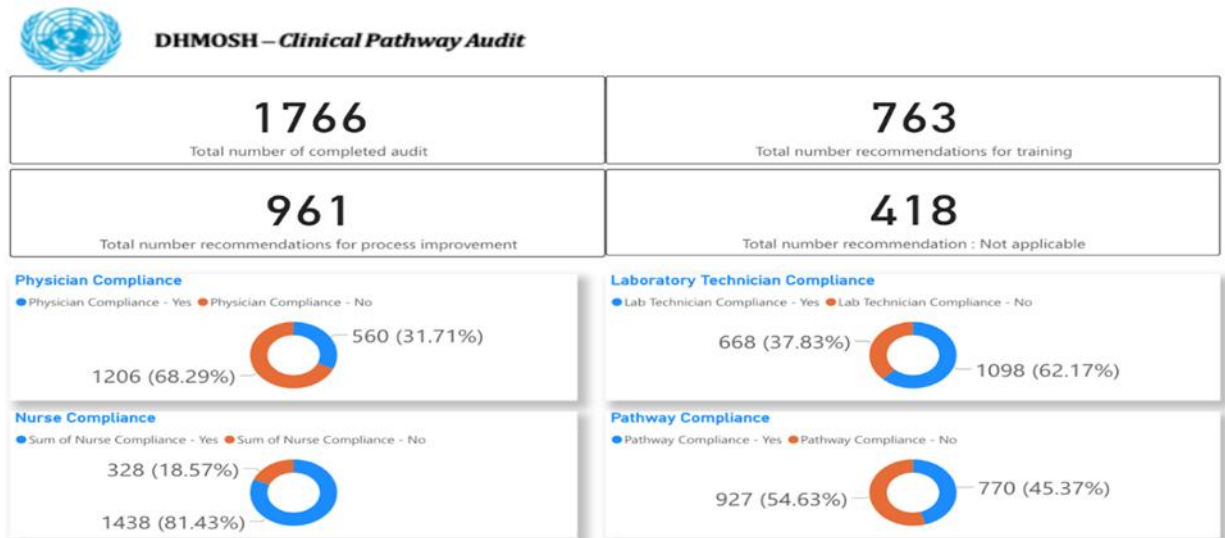 DHMOSH – Clinical Pathway Audit
1766
Total number of completed audit
763
Total number recommendations for training
961
Total number recommendations for process improvement
418
Total number recommendation : Not applicable
Physician Compliance
Physician Compliance - Yes Physician Compliance - No
560 (31.71%)
1206 (68.29%)
Laboratory Technician Compliance
Lab Technician Compliance - Yes Lab Technician Compliance - No
668 (37.83%)
1098 (62.17%)
Nurse Compliance
Sum of Nurse Compliance - Yes Sum of Nurse Compliance - No
328 (18.57%)
1438 (81.43%)
Pathway Compliance
Pathway Compliance - Yes Pathway Compliance - No
927 (54.63%)
770 (45.37%)